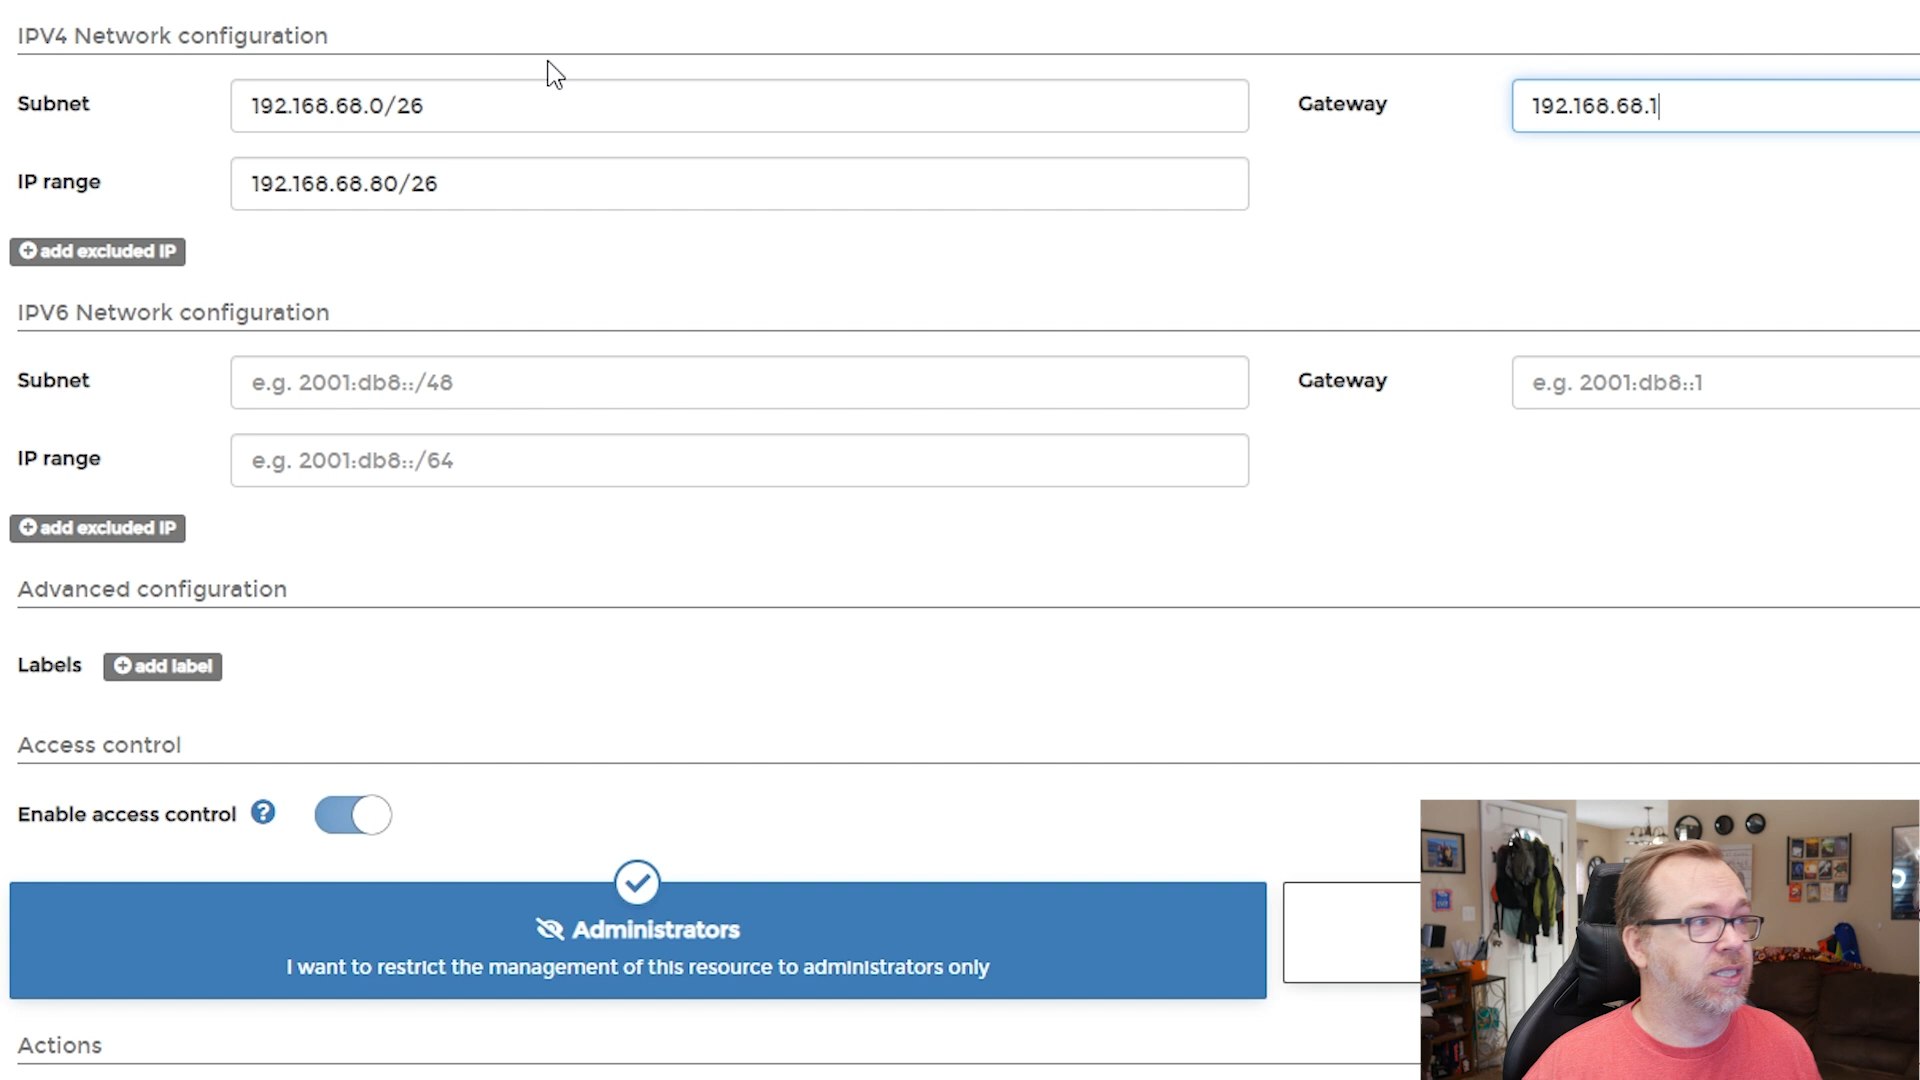 IPV4 Network configuration
Subnet
192.168.68.0/26
Gateway
192.168.68.1
IP range
192.168.68.80/26
add excluded IP
IPV6 Network configuration
Subnet
e.g. 2001:db8::/48
Gateway
e.g. 2001:db8::1
IP range
e.g. 2001:db8::/64
add excluded IP
Advanced configuration
Labels
add label
Access control
Enable access control
?
Administrators
I want to restrict the management of this resource to administrators only
Actions